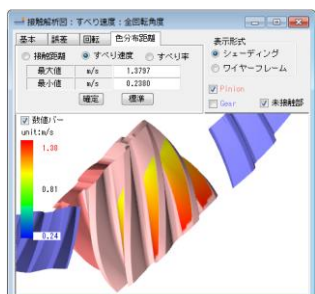 接触解析図：すべり速度：全回転角度
基本 誤差 回転 色分布距離
接触距離 すべり速度 すべり率
最大値 m/s 1.3797
最小値 m/s 0.2380
確定 標準
表示形式
シェーディング
ワイヤーフレーム
Pinion
Gear 未接触部
数値バー
unit:m/s
1.38
0.81
0.24